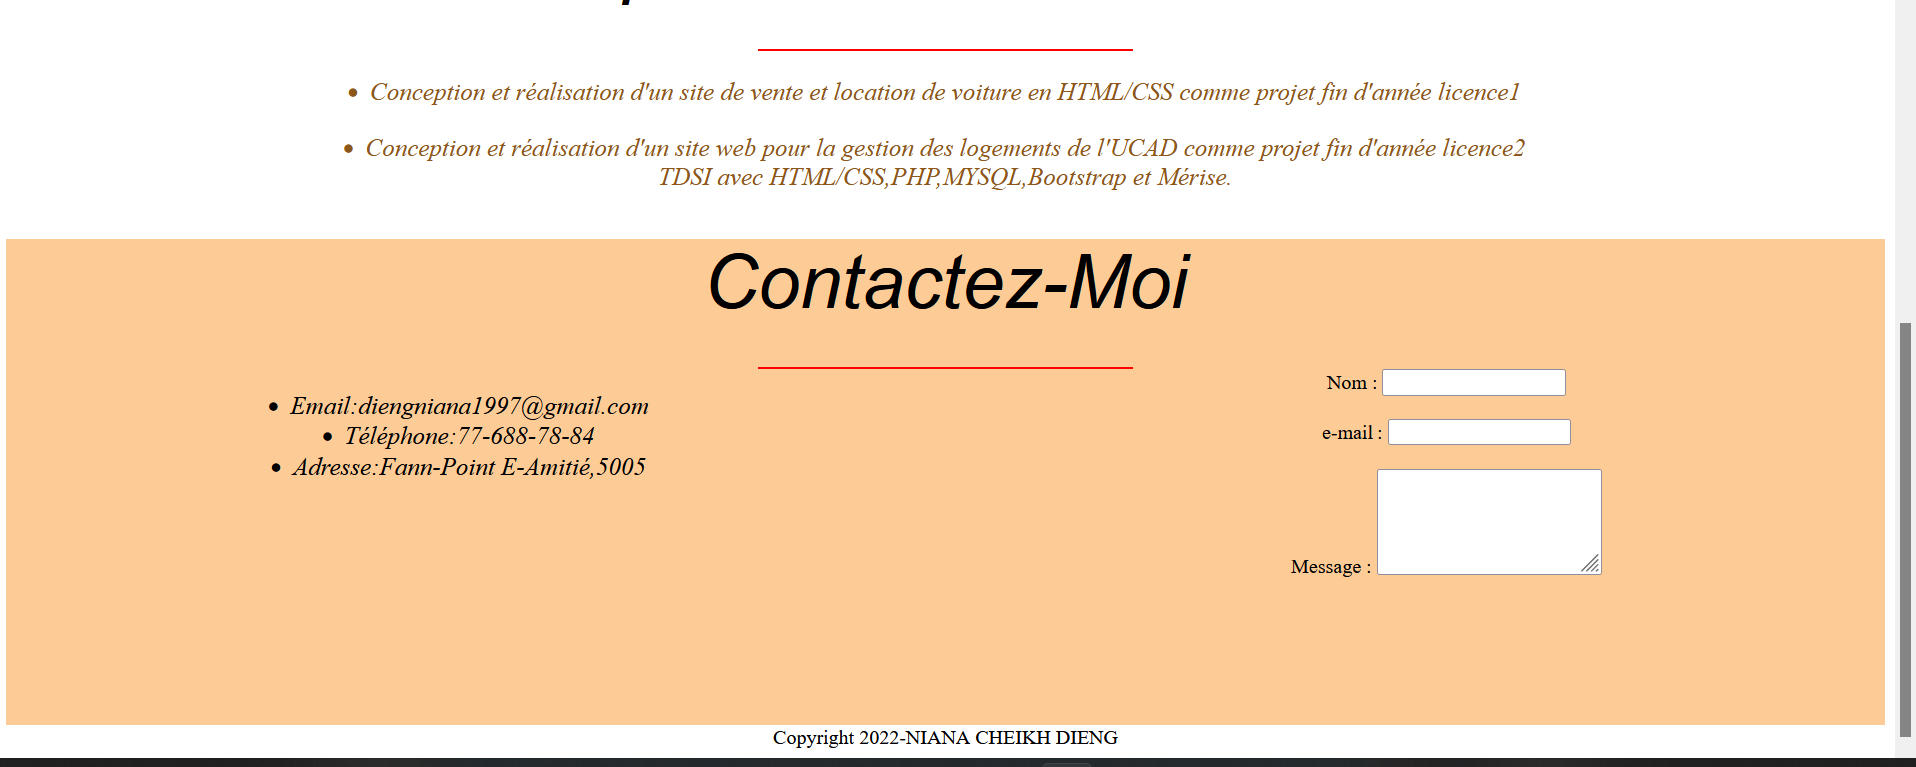 Conception et réalisation d'un site de vente et location de voiture en HTML/CSS comme projet fin d'année licence1
Conception et réalisation d'un site web pour la gestion des logements de l'UCAD comme projet fin d'année licence2
TDSI avec HTML/CSS,PHP,MYSQL,Bootstrap et Mérise.
Contactez-Moi
Email:diengniana1997@gmail.com
Téléphone:77-688-78-84
Adresse:Fann-Point E-Amitié,5005
Nom :
e-mail :
Message :
Copyright 2022-NIANA CHEIKH DIENG